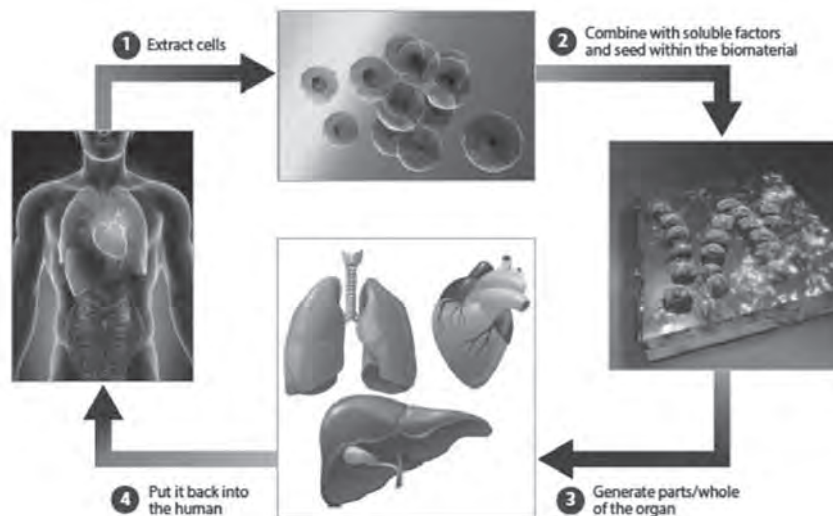 1 Extract cells
2 Combine with soluble factors
and seed within the biomaterial
3 Generate parts/whole
of the organ
4 Put it back into
the human